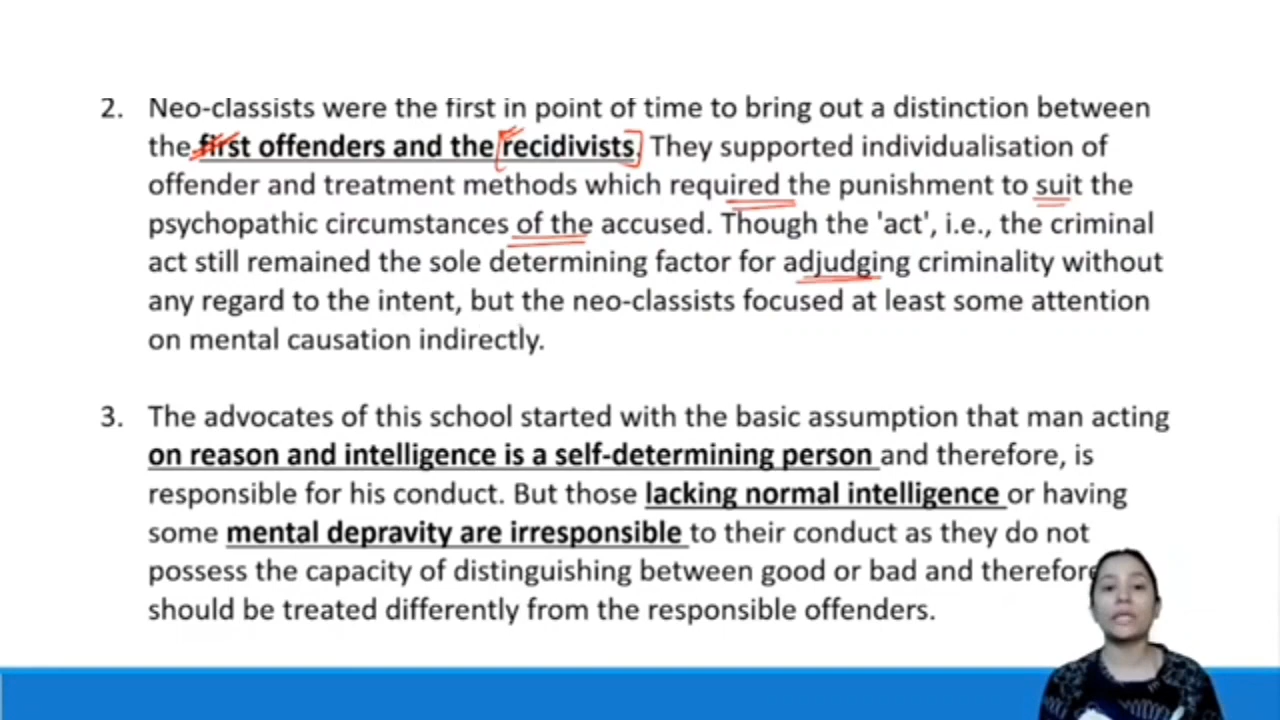 2. Neo-classists were the first in point of time to bring out a distinction between
the first offenders and the recidivists. They supported individualisation of
offender and treatment methods which required the punishment to suit the
psychopathic circumstances of the accused. Though the 'act', i.e., the criminal
act still remained the sole determining factor for adjudging criminality without
any regard to the intent, but the neo-classists focused at least some attention
on mental causation indirectly.
3. The advocates of this school started with the basic assumption that man acting
on reason and intelligence is a self-determining person and therefore, is
responsible for his conduct. But those lacking normal intelligence or having
some mental depravity are irresponsible to their conduct as they do not
possess the capacity of distinguishing between good or bad and therefore
should be treated differently from the responsible offenders.